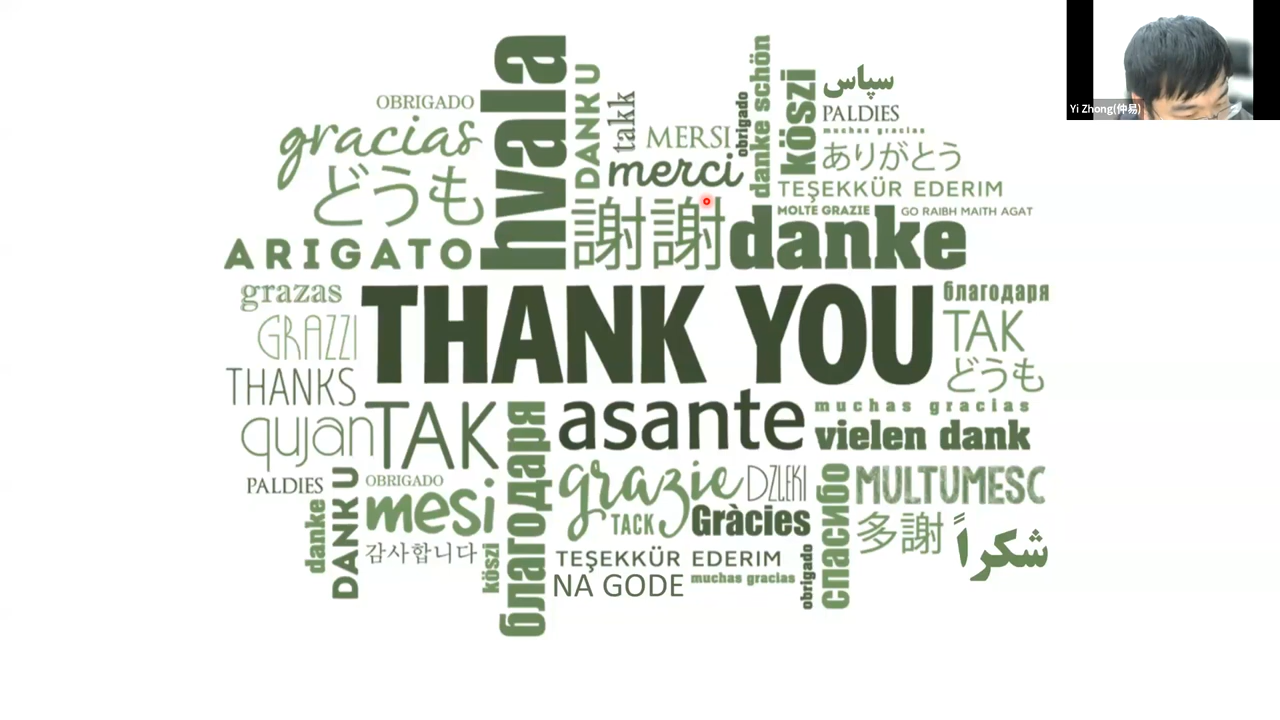 Yi Zhong(仲易)
OBRIGADO
gracias
どうも
ARIGATO
hvala
DANKU
takk
MERSI
merci
謝謝
obrigado
danke schön
köszi
سپاس
PALDIES
muchas gracias
ありがとう
TEŞEKKÜR EDERIM
MOLTE GRAZIE
GO RAIBH MAITH AGAT
danke
grazas
GRAZZI
THANKS
qujan
THANK YOU
благодаря
TAK
どうも
TAK
asante
muchas gracias
vielen dank
PALDIES
danke
DANKU
OBRIGADO
mesi
감사합니다
köszi
благодаря
grazie
DZIEKI
TACK
Gràcies
TEŞEKKÜR EDERIM
NA GODE
muchas gracias
obrigado
спасибо
MULTUMESC
多謝
شكراً